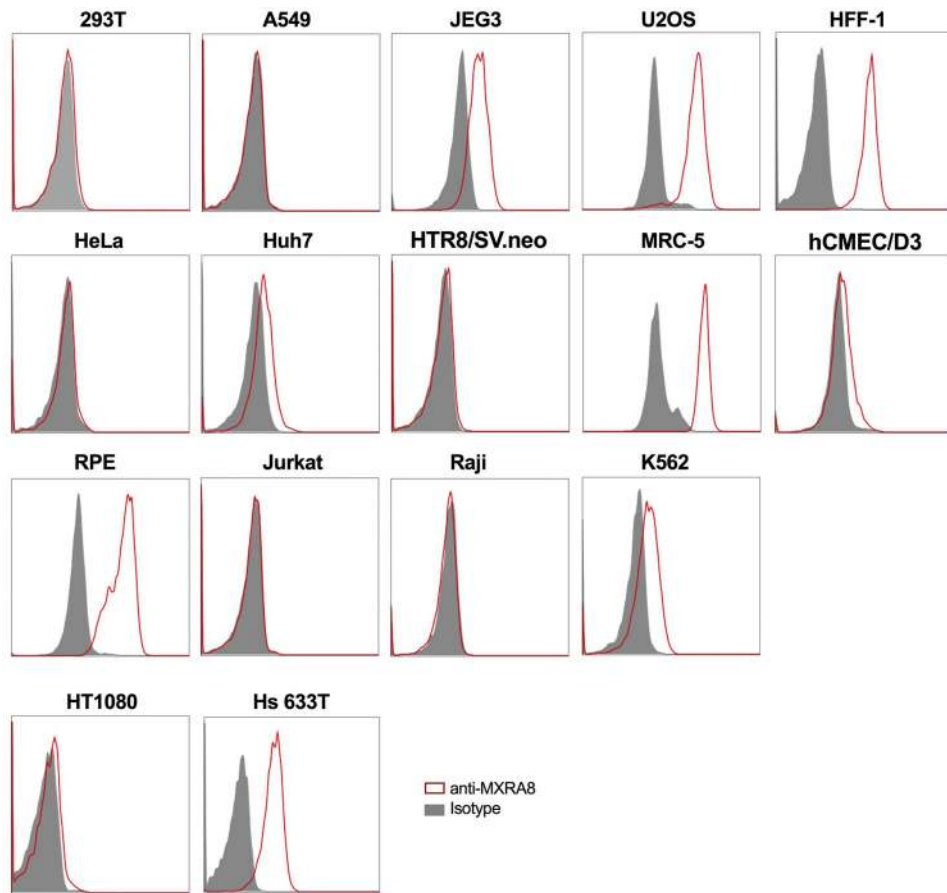 293T A549 JEG3 U2OS HFF-1
HeLa Huh7 HTR8/SV.neo MRC-5 hCMEC/D3
RPE Jurkat Raji K562
HT1080 Hs 633T
anti-MXRA8
Isotype